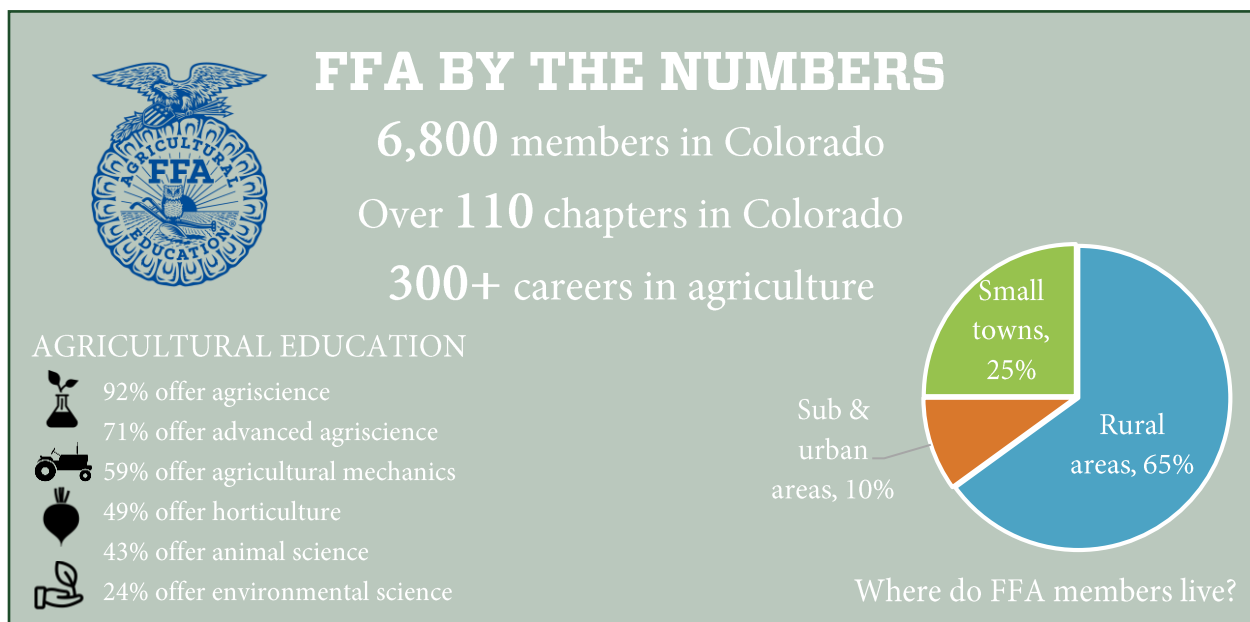 FFA BY THE NUMBERS
AGRICULTURAL
FFA
EDUCATION
®
6,800 members in Colorado
Over 110 chapters in Colorado
300+ careers in agriculture
AGRICULTURAL EDUCATION
92% offer agriscience
71% offer advanced agriscience
59% offer agricultural mechanics
49% offer horticulture
43% offer animal science
24% offer environmental science
Small
towns,
25%
Sub &
urban
areas, 10%
Rural
areas, 65%
Where do FFA members live?